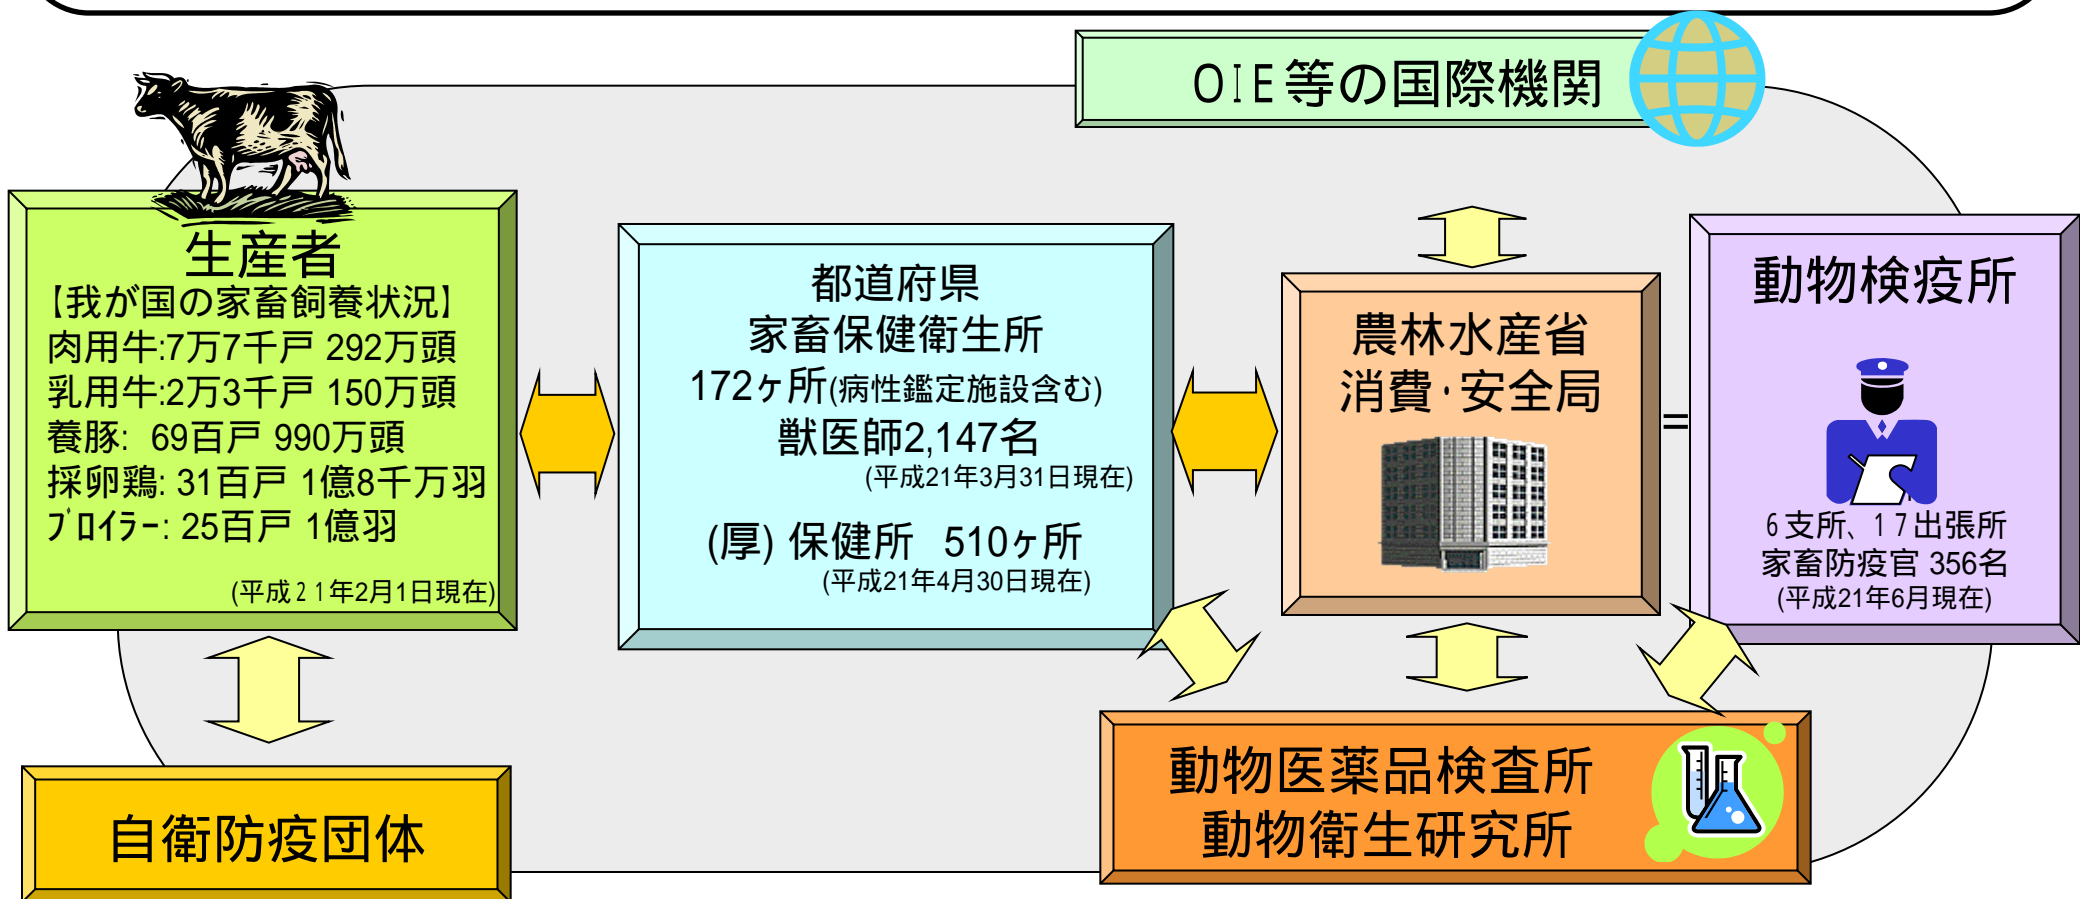 OIE等の国際機関
生産者
【我が国の家畜飼養状況】
肉用牛:7万7千戸 292万頭
乳用牛:2万3千戸 150万頭
養豚: 69百戸 990万頭
採卵鶏: 31百戸 1億8千万羽
ﾌﾞﾛｲﾗｰ: 25百戸 1億羽
(平成２１年2月1日現在)
都道府県
家畜保健衛生所
172ヶ所(病性鑑定施設含む)
獣医師2,147名
(平成21年3月31日現在)
(厚) 保健所 510ヶ所
(平成21年4月30日現在)
農林水産省
消費・安全局
=
動物検疫所
６支所、１７出張所
家畜防疫官 356名
(平成21年6月現在)
自衛防疫団体
動物医薬品検査所
動物衛生研究所